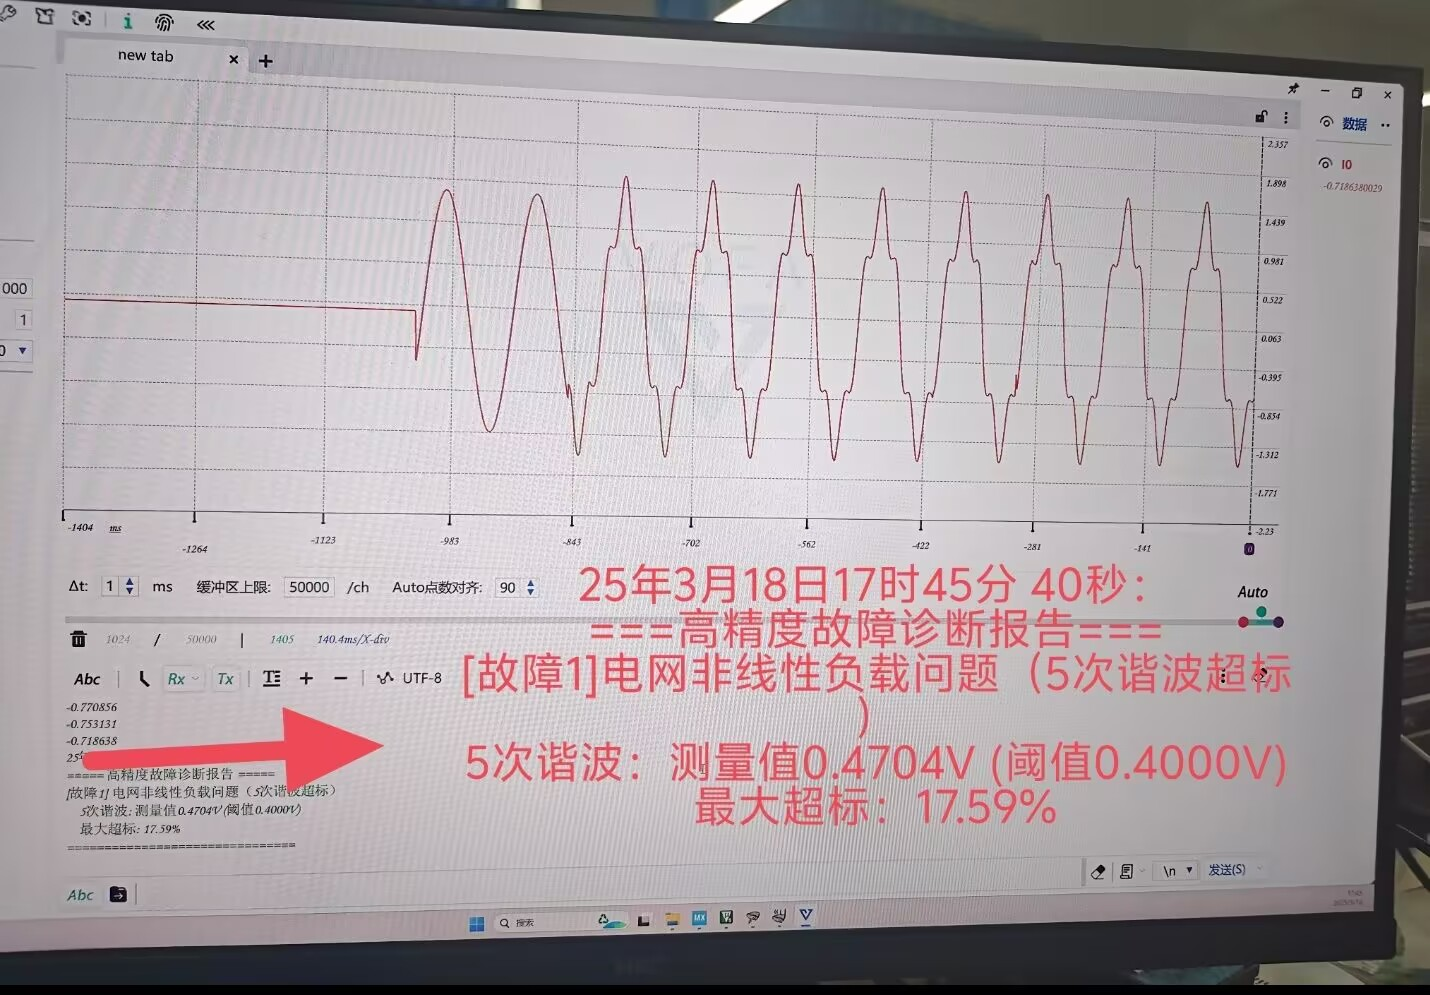 new tab
数据
I0
-0.7186380029
2.357
1.898
1.439
0.981
0.522
0.063
-0.395
-0.854
-1.312
-1.771
-2.23
000
1
0
-1404 ms
-1264
-1123
-983
-843
-702
-562
-422
-281
-141
0
Δt: 1 ms 缓冲区上限: 50000 /ch Auto点数对齐: 90
Auto
25年3月18日17时45分 40秒：
===高精度故障诊断报告===
[故障1]电网非线性负载问题（5次谐波超标
）
5次谐波：测量值0.4704V (阈值0.4000V)
最大超标：17.59%
1024 / 50000 | 1405 140.4ms/X-div
Abc Rx Tx UTF-8
-0.770856
-0.753131
-0.718638
25
===== 高精度故障诊断报告 =====
[故障1] 电网非线性负载问题（5次谐波超标）
5次谐波: 测量值0.4704V (阈值0.4000V)
最大超标: 17.59%
==============================
\n 发送(S)
Abc
搜索
MX